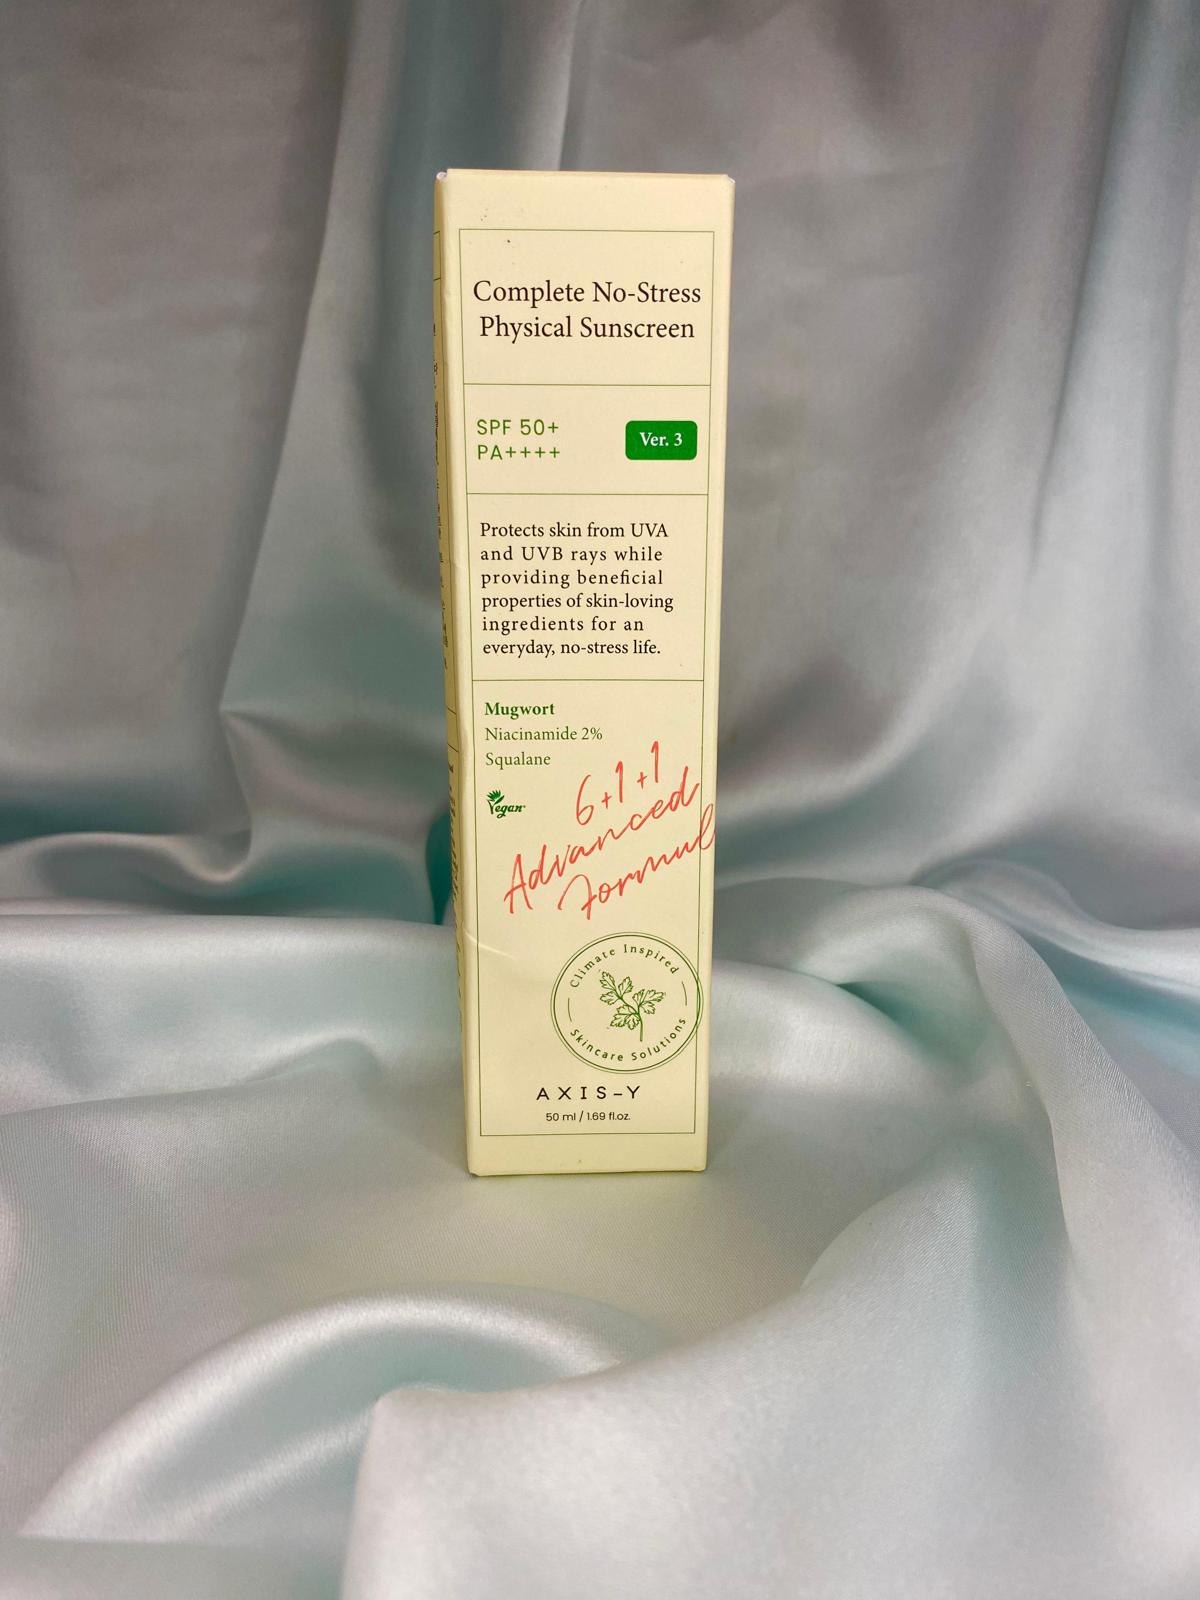 Complete No-Stress
Physical Sunscreen
SPF 50+
PA++++
Ver. 3
Protects skin from UVA
and UVB rays while
providing beneficial
properties of skin-loving
ingredients for an
everyday, no-stress life.
Mugwort
Niacinamide 2%
Squalane
Vegan
6+1+1
Advanced
Formul
Climate Inspired
Skincare Solutions
AXIS-Y
50 ml / 1.69 fl.oz.